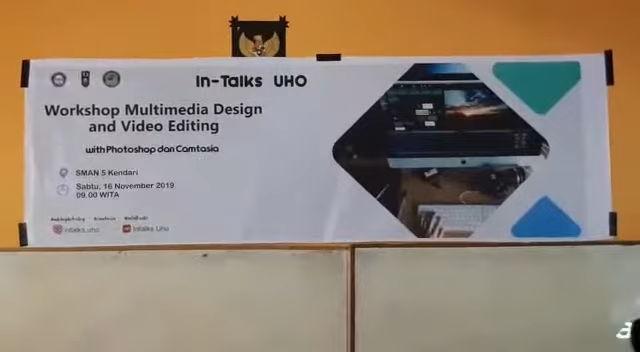 In-Talks UHO
Workshop Multimedia Design
and Video Editing
with Photoshop dan Camtasia
SMAN 5 Kendari
Sabtu, 16 November 2019
09.00 WITA
intalks.uho
Intalks Uho